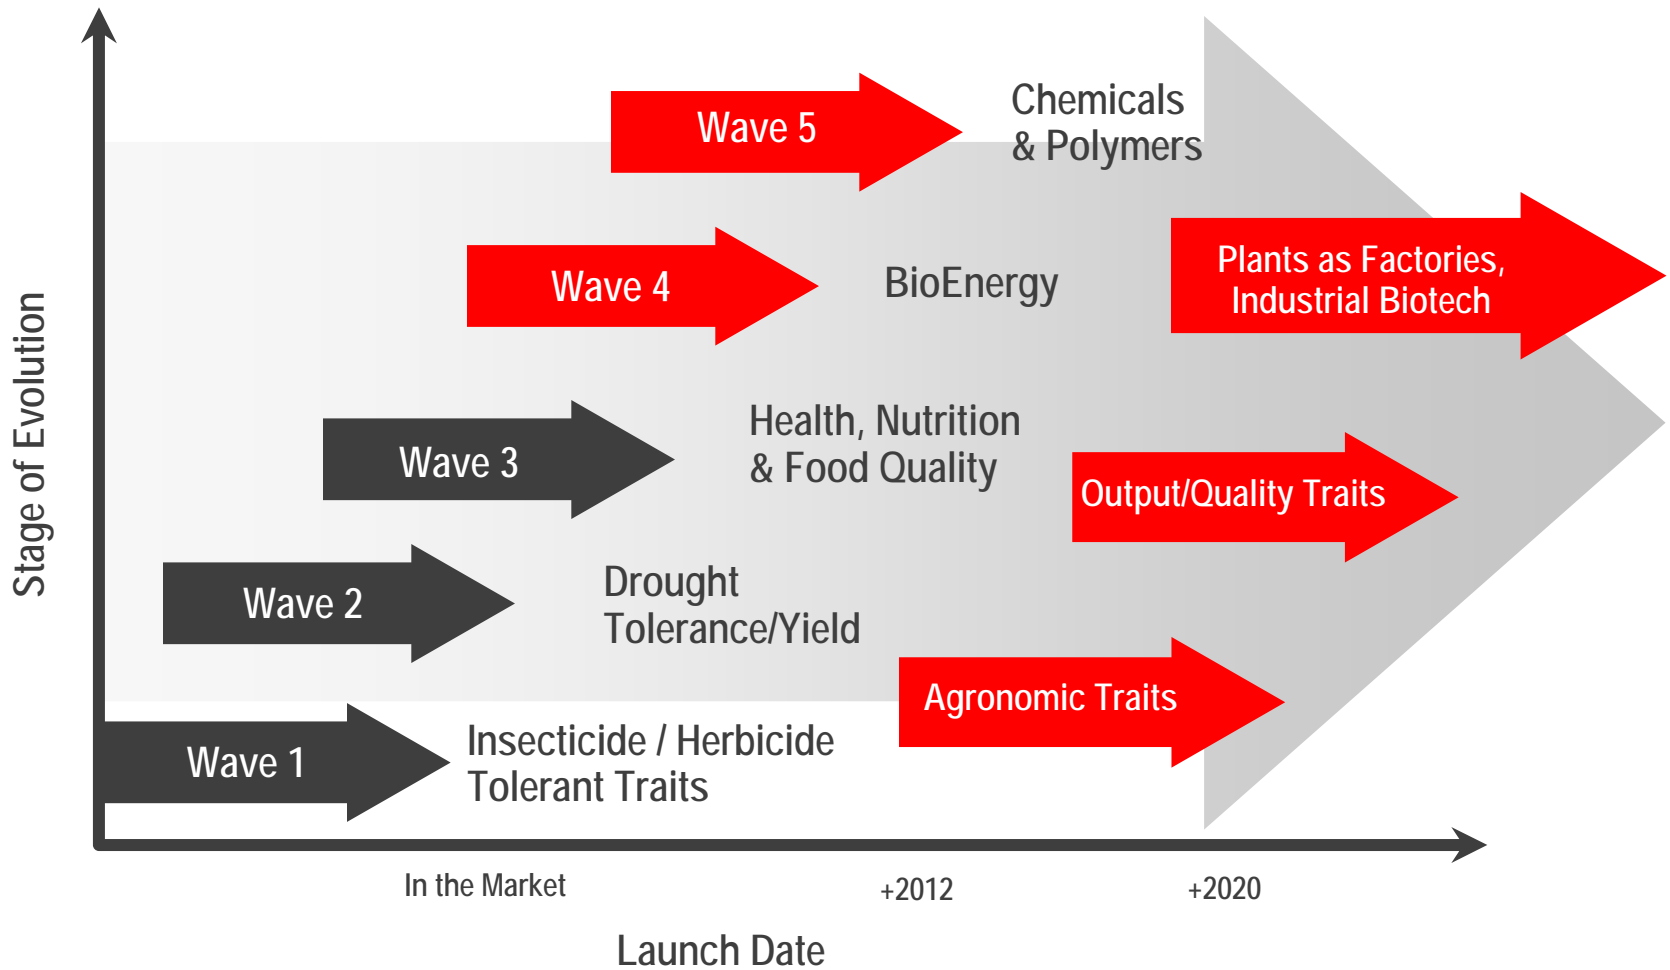 Wave 5
Chemicals
& Polymers
Wave 4
BioEnergy
Plants as Factories,
Industrial Biotech
Stage of Evolution
Wave 3
Health, Nutrition
& Food Quality
Output/Quality Traits
Wave 2
Drought
Tolerance/Yield
Agronomic Traits
Wave 1
Insecticide / Herbicide
Tolerant Traits
In the Market
+2012
+2020
Launch Date